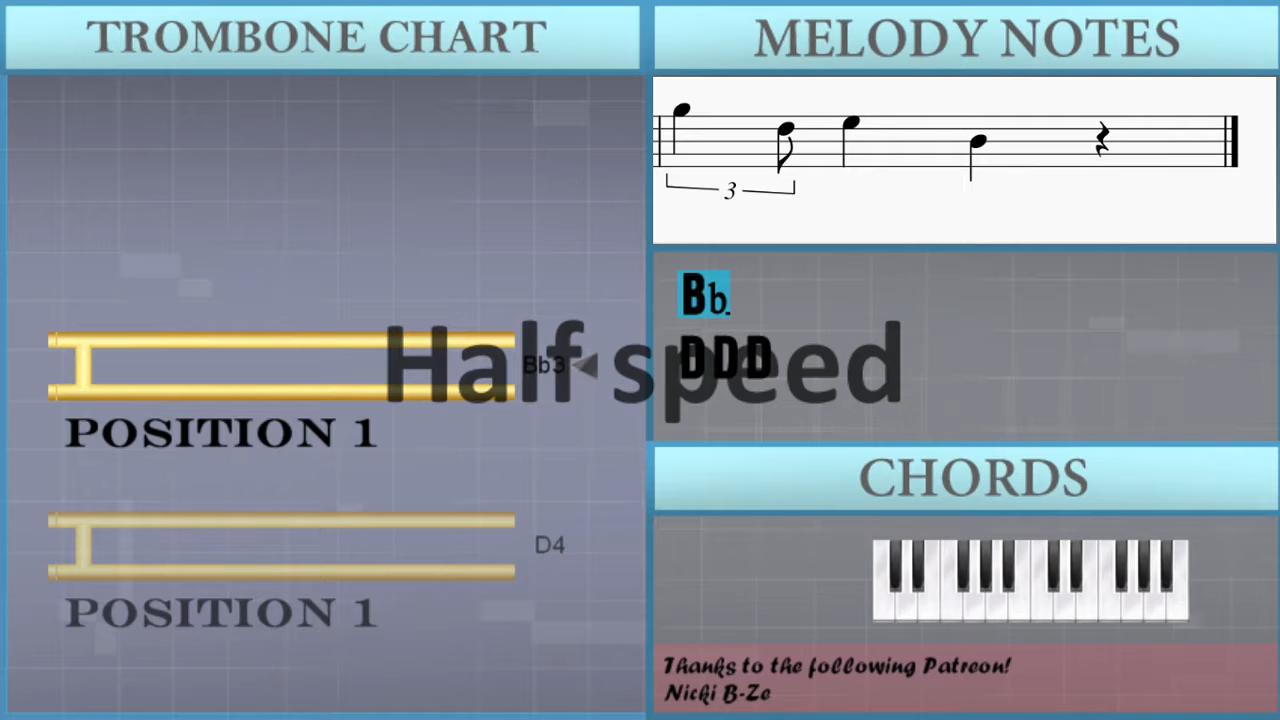 TROMBONE CHART
MELODY NOTES
3
Bb
DDD
Half speed
Bb3
POSITION 1
D4
POSITION 1
CHORDS
Thanks to the following Patreon!
Nicki B-Ze